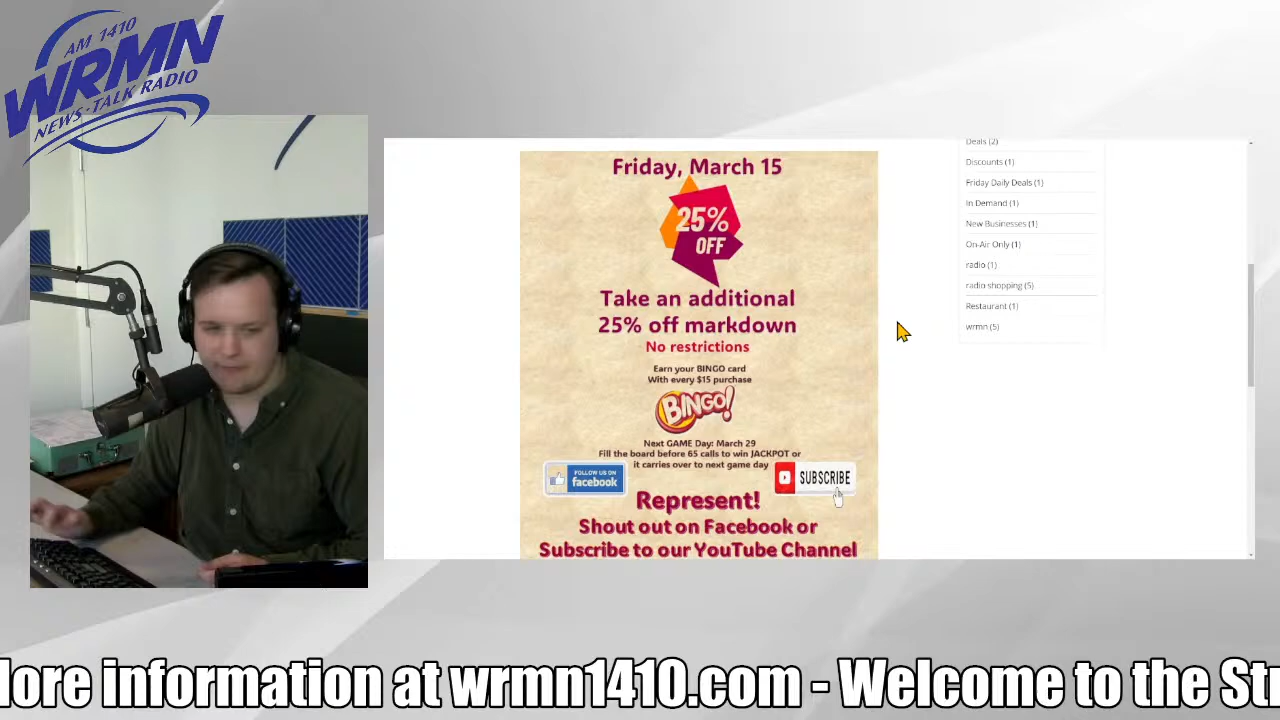 AM 1410
WRMN
NEWS-TALK RADIO
Friday, March 15
25%
OFF
Take an additional
25% off markdown
No restrictions
Earn your BINGO card
With every $15 purchase
BINGO!
Next GAME Day: March 29
Fill the board before 65 calls to win JACKPOT or
it carries over to next game day
FOLLOW US ON
facebook
SUBSCRIBE
Represent!
Shout out on Facebook or
Subscribe to our YouTube Channel
Deals (2)
Discounts (1)
Friday Daily Deals (1)
In Demand (1)
New Businesses (1)
On-Air Only (1)
radio (1)
radio shopping (5)
Restaurant (1)
wrmn (5)
More information at wrmn1410.com - Welcome to the St